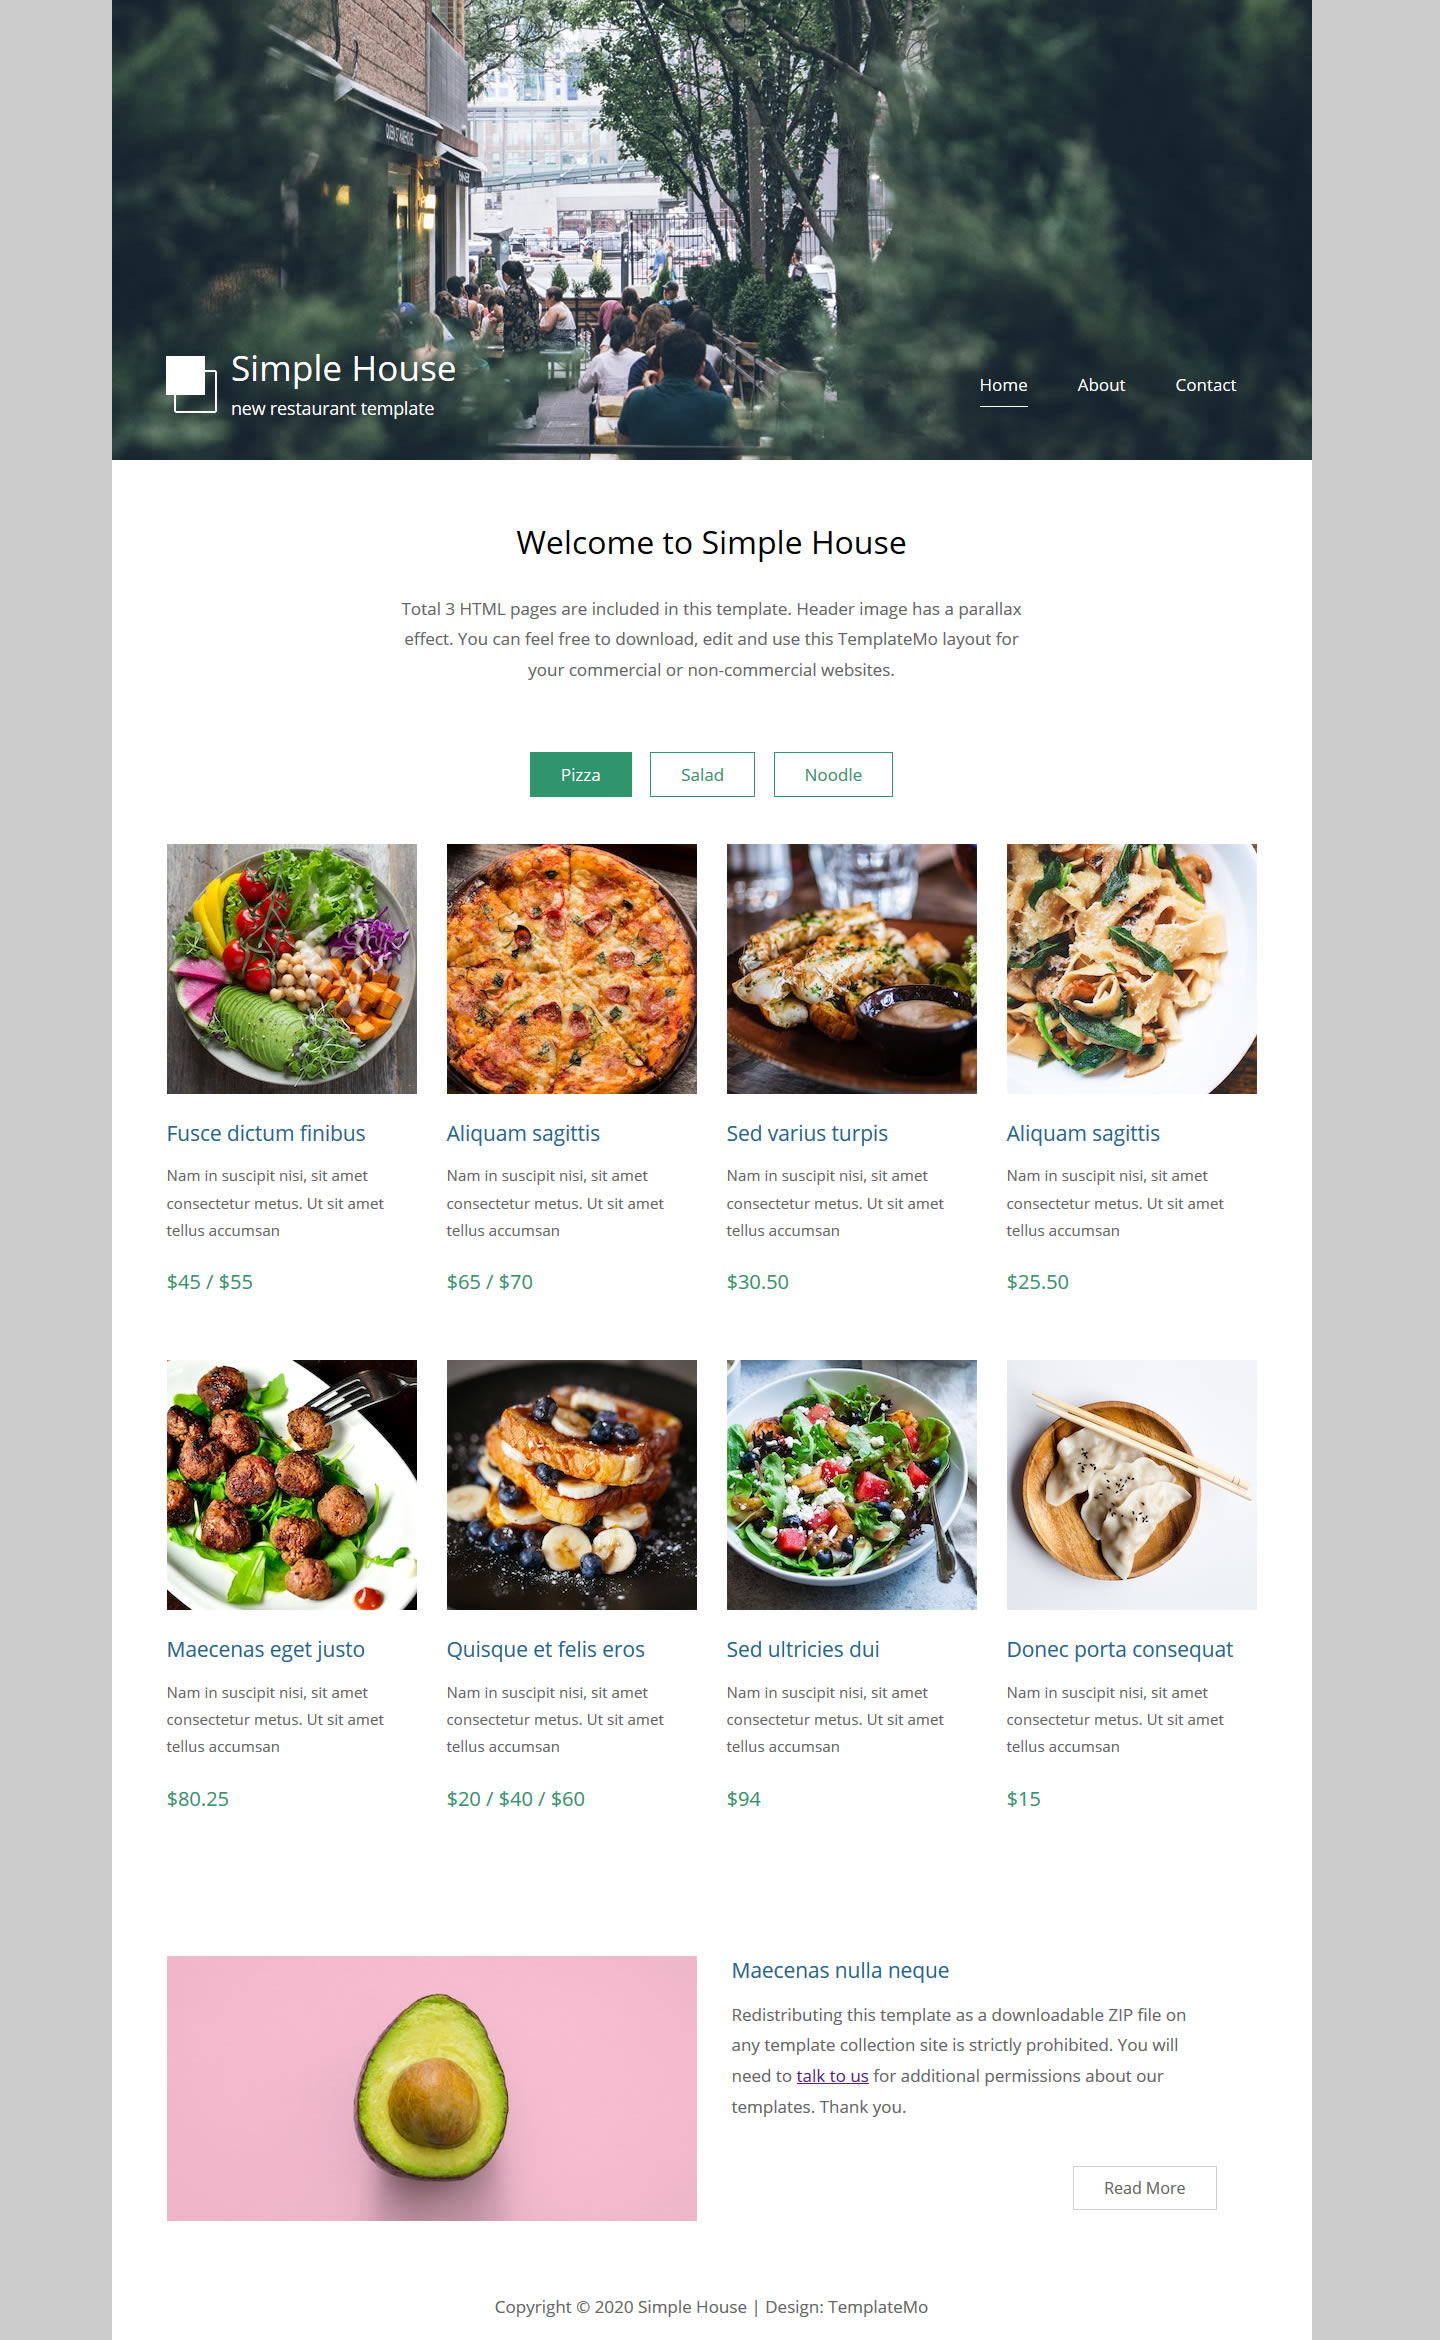 Simple House
new restaurant template
Home About Contact
Welcome to Simple House
Total 3 HTML pages are included in this template. Header image has a parallax
effect. You can feel free to download, edit and use this TemplateMo layout for
your commercial or non-commercial websites.
Pizza Salad Noodle
Fusce dictum finibus
Nam in suscipit nisi, sit amet
consectetur metus. Ut sit amet
tellus accumsan
$45 / $55
Aliquam sagittis
Nam in suscipit nisi, sit amet
consectetur metus. Ut sit amet
tellus accumsan
$65 / $70
Sed varius turpis
Nam in suscipit nisi, sit amet
consectetur metus. Ut sit amet
tellus accumsan
$30.50
Aliquam sagittis
Nam in suscipit nisi, sit amet
consectetur metus. Ut sit amet
tellus accumsan
$25.50
Maecenas eget justo
Nam in suscipit nisi, sit amet
consectetur metus. Ut sit amet
tellus accumsan
$80.25
Quisque et felis eros
Nam in suscipit nisi, sit amet
consectetur metus. Ut sit amet
tellus accumsan
$20 / $40 / $60
Sed ultricies dui
Nam in suscipit nisi, sit amet
consectetur metus. Ut sit amet
tellus accumsan
$94
Donec porta consequat
Nam in suscipit nisi, sit amet
consectetur metus. Ut sit amet
tellus accumsan
$15
Maecenas nulla neque
Redistributing this template as a downloadable ZIP file on
any template collection site is strictly prohibited. You will
need to talk to us for additional permissions about our
templates. Thank you.
Read More
Copyright © 2020 Simple House | Design: TemplateMo